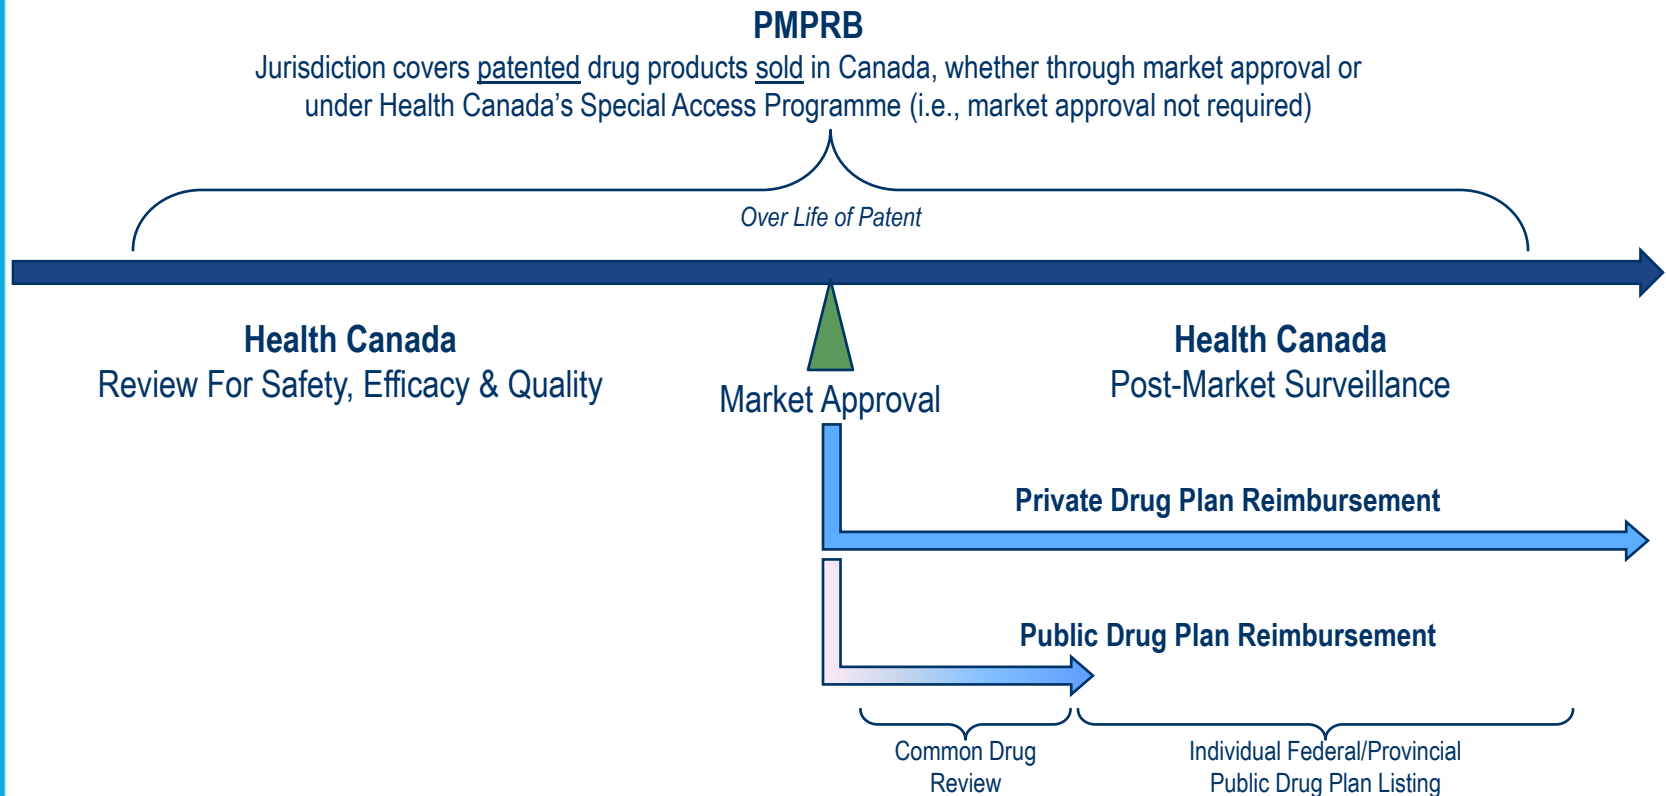 PMPRB
Jurisdiction covers patented drug products sold in Canada, whether through market approval or
under Health Canada’s Special Access Programme (i.e., market approval not required)
Over Life of Patent
Health Canada
Review For Safety, Efficacy & Quality
Market Approval
Health Canada
Post-Market Surveillance
Private Drug Plan Reimbursement
Public Drug Plan Reimbursement
Common Drug
Review
Individual Federal/Provincial
Public Drug Plan Listing